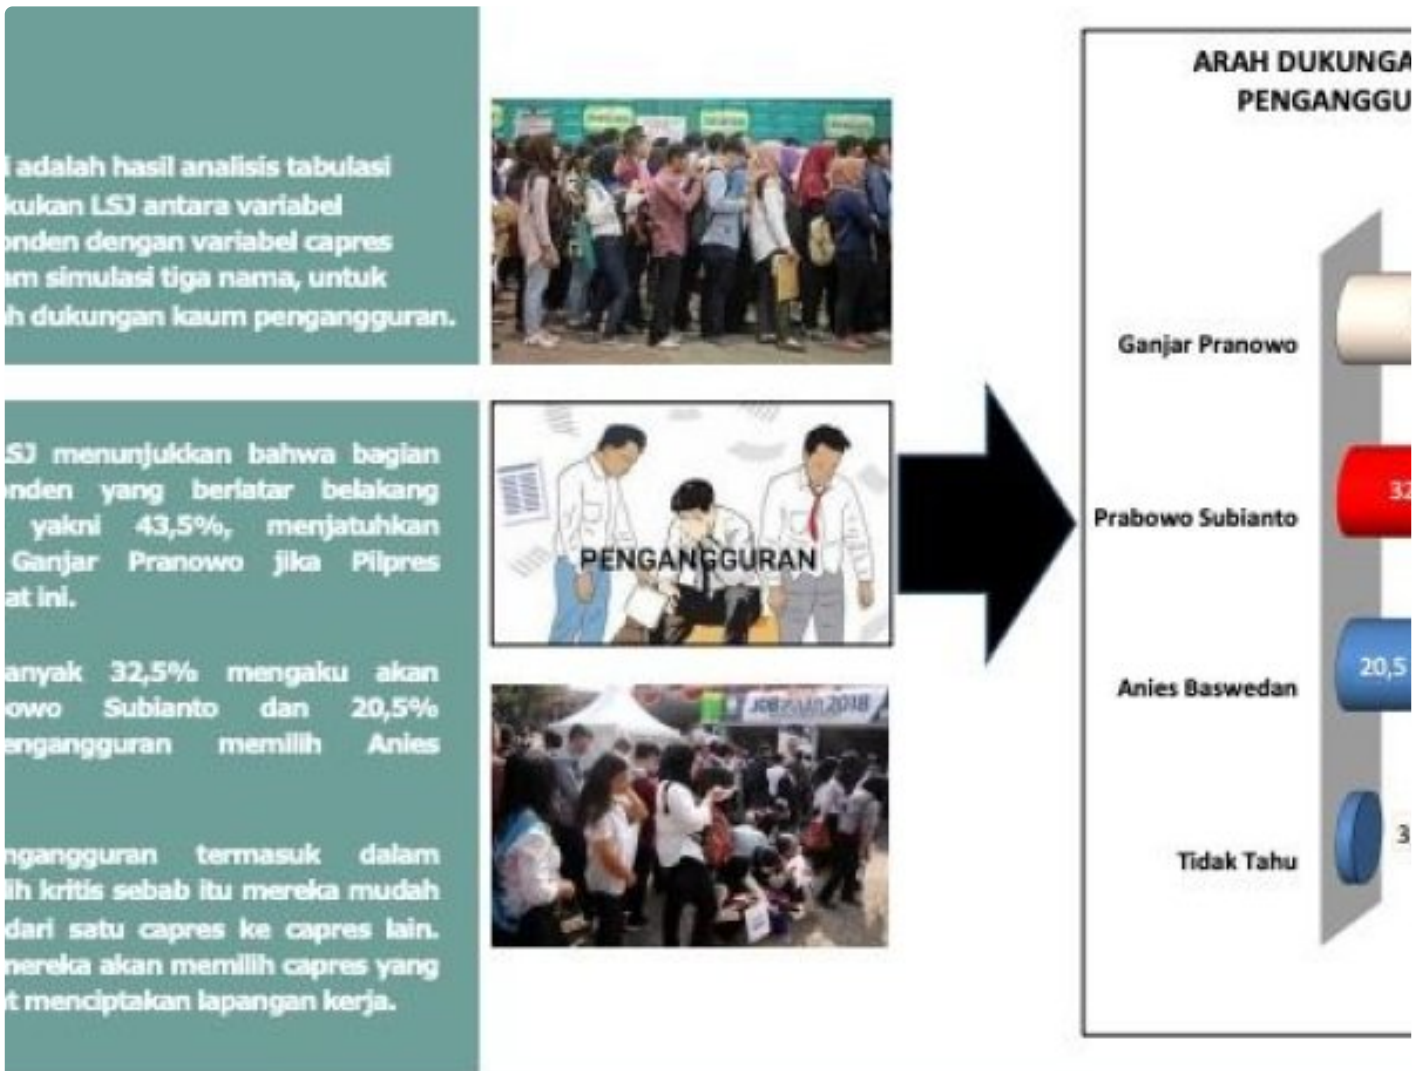 i adalah hasil analisis tabulasi
kukan LSJ antara variabel
onden dengan variabel capres
am simulasi tiga nama, untuk
h dukungan kaum pengangguran.
LSJ menunjukkan bahwa bagian
onden yang berlatar belakang
yakni 43,5%, menjatuhkan
Ganjar Pranowo jika Pilpres
at ini.
anyak 32,5% mengaku akan
owo Subianto dan 20,5%
engangguran memilih Anies
ngangguran termasuk dalam
ih kritis sebab itu mereka mudah
dari satu capres ke capres lain.
mereka akan memilih capres yang
t menciptakan lapangan kerja.
PENGANGGURAN
ARAH DUKUNGA
PENGANGGU
Ganjar Pranowo
Prabowo Subianto
32
Anies Baswedan
20,5
Tidak Tahu
3